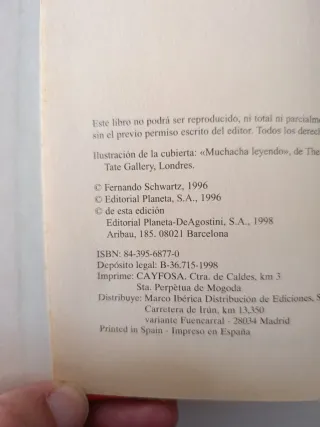 Este libro no podrá ser reproducido, ni total ni parcialme
sin el previo permiso escrito del editor. Todos los derech
Ilustración de la cubierta: «Muchacha leyendo», de The
Tate Gallery, Londres.
© Fernando Schwartz, 1996
© Editorial Planeta, S.A., 1996
© de esta edición
Editorial Planeta-DeAgostini, S.A., 1998
Aribau, 185. 08021 Barcelona
ISBN: 84-395-6877-0
Depósito legal: B-36.715-1998
Imprime: CAYFOSA. Ctra. de Caldes, km 3
Sta. Perpètua de Mogoda
Distribuye: Marco Ibérica Distribución de Ediciones, S
Carretera de Irún, km 13,350
variante Fuencarral - 28034 Madrid
Printed in Spain - Impreso en España